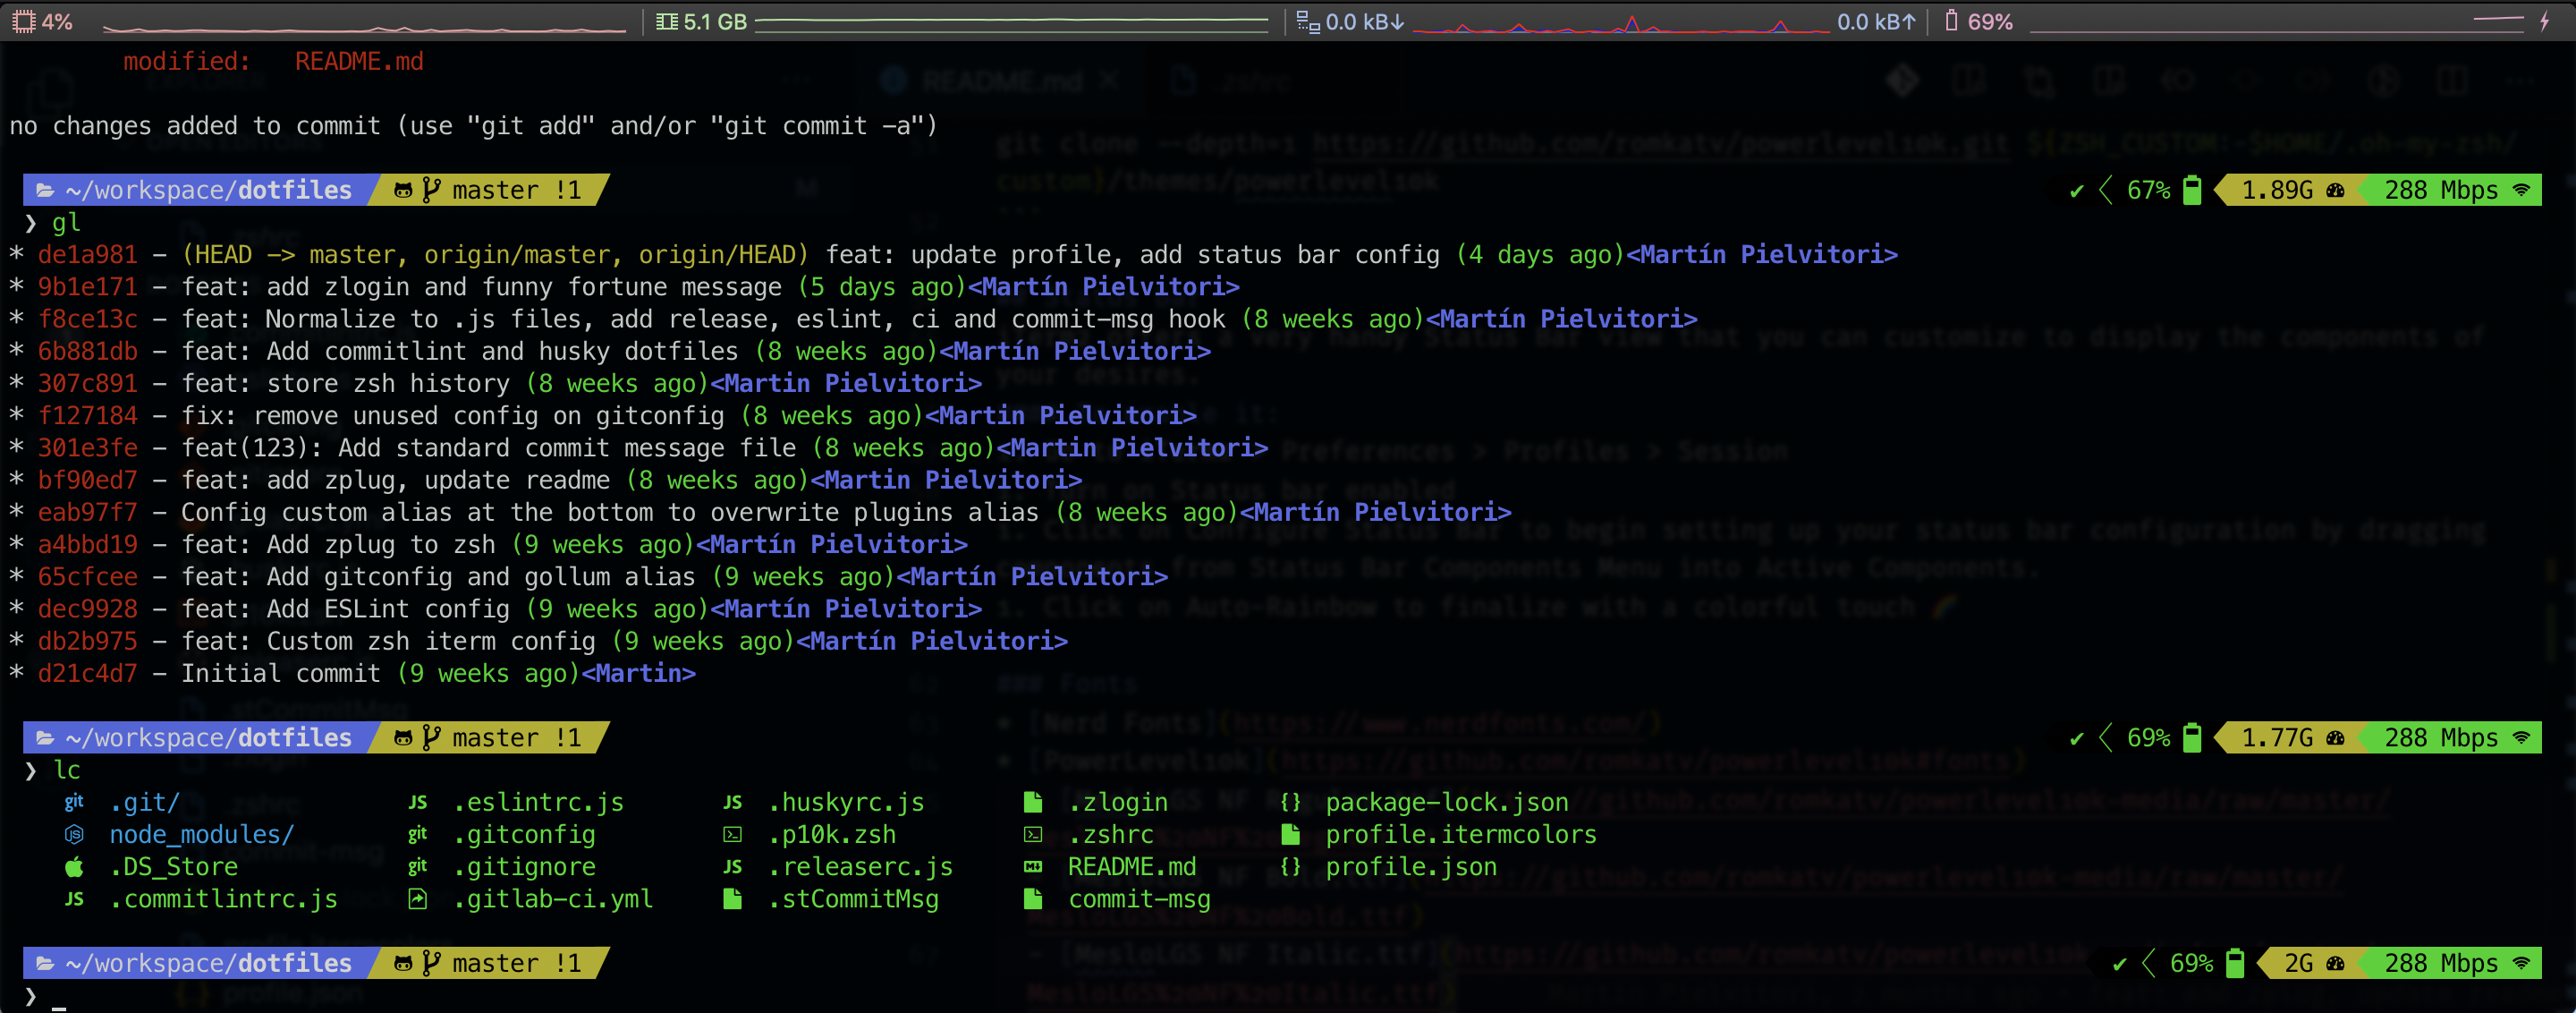 4% 5.1 GB 0.0 kB↓ 0.0 kB↑ 69%
modified: README.md
no changes added to commit (use "git add" and/or "git commit -a")
~/workspace/dotfiles master !1 ✔ 67% 1.89G 288 Mbps
❯ gl
* de1a981 - (HEAD -> master, origin/master, origin/HEAD) feat: update profile, add status bar config (4 days ago)<Martín Pielvitori>
* 9b1e171 - feat: add zlogin and funny fortune message (5 days ago)<Martín Pielvitori>
* f8ce13c - feat: Normalize to .js files, add release, eslint, ci and commit-msg hook (8 weeks ago)<Martín Pielvitori>
* 6b881db - feat: Add commitlint and husky dotfiles (8 weeks ago)<Martín Pielvitori>
* 307c891 - feat: store zsh history (8 weeks ago)<Martin Pielvitori>
* f127184 - fix: remove unused config on gitconfig (8 weeks ago)<Martin Pielvitori>
* 301e3fe - feat(123): Add standard commit message file (8 weeks ago)<Martin Pielvitori>
* bf90ed7 - feat: add zplug, update readme (8 weeks ago)<Martin Pielvitori>
* eab97f7 - Config custom alias at the bottom to overwrite plugins alias (8 weeks ago)<Martín Pielvitori>
* a4bbd19 - feat: Add zplug to zsh (9 weeks ago)<Martín Pielvitori>
* 65cfcee - feat: Add gitconfig and gollum alias (9 weeks ago)<Martín Pielvitori>
* dec9928 - feat: Add ESLint config (9 weeks ago)<Martín Pielvitori>
* db2b975 - feat: Custom zsh iterm config (9 weeks ago)<Martín Pielvitori>
* d21c4d7 - Initial commit (9 weeks ago)<Martin>
~/workspace/dotfiles master !1 ✔ 69% 1.77G 288 Mbps
❯ lc
git .git/ JS .eslintrc.js JS .huskyrc.js .zlogin {} package-lock.json
JS node_modules/ git .gitconfig .p10k.zsh .zshrc profile.itermcolors
.DS_Store git .gitignore JS .releaserc.js README.md {} profile.json
JS .commitlintrc.js .gitlab-ci.yml .stCommitMsg commit-msg
~/workspace/dotfiles master !1 ✔ 69% 2G 288 Mbps
❯ _